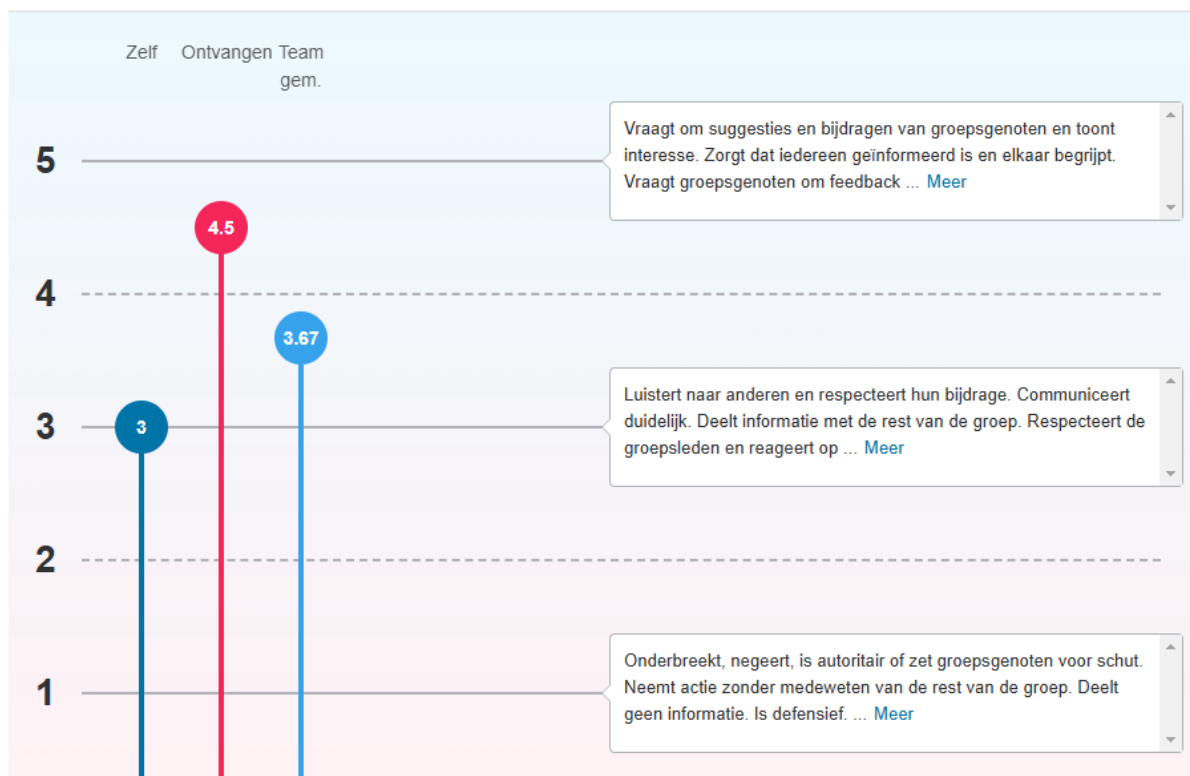 Zelf Ontvangen Team
gem.
5
Vraagt om suggesties en bijdragen van groepsgenoten en toont
interesse. Zorgt dat iedereen geïnformeerd is en elkaar begrijpt.
Vraagt groepsgenoten om feedback ... Meer
4.5
4
3.67
3
3
Luistert naar anderen en respecteert hun bijdrage. Communiceert
duidelijk. Deelt informatie met de rest van de groep. Respecteert de
groepsleden en reageert op ... Meer
2
1
Onderbreekt, negeert, is autoritair of zet groepsgenoten voor schut.
Neemt actie zonder medeweten van de rest van de groep. Deelt
geen informatie. Is defensief. ... Meer